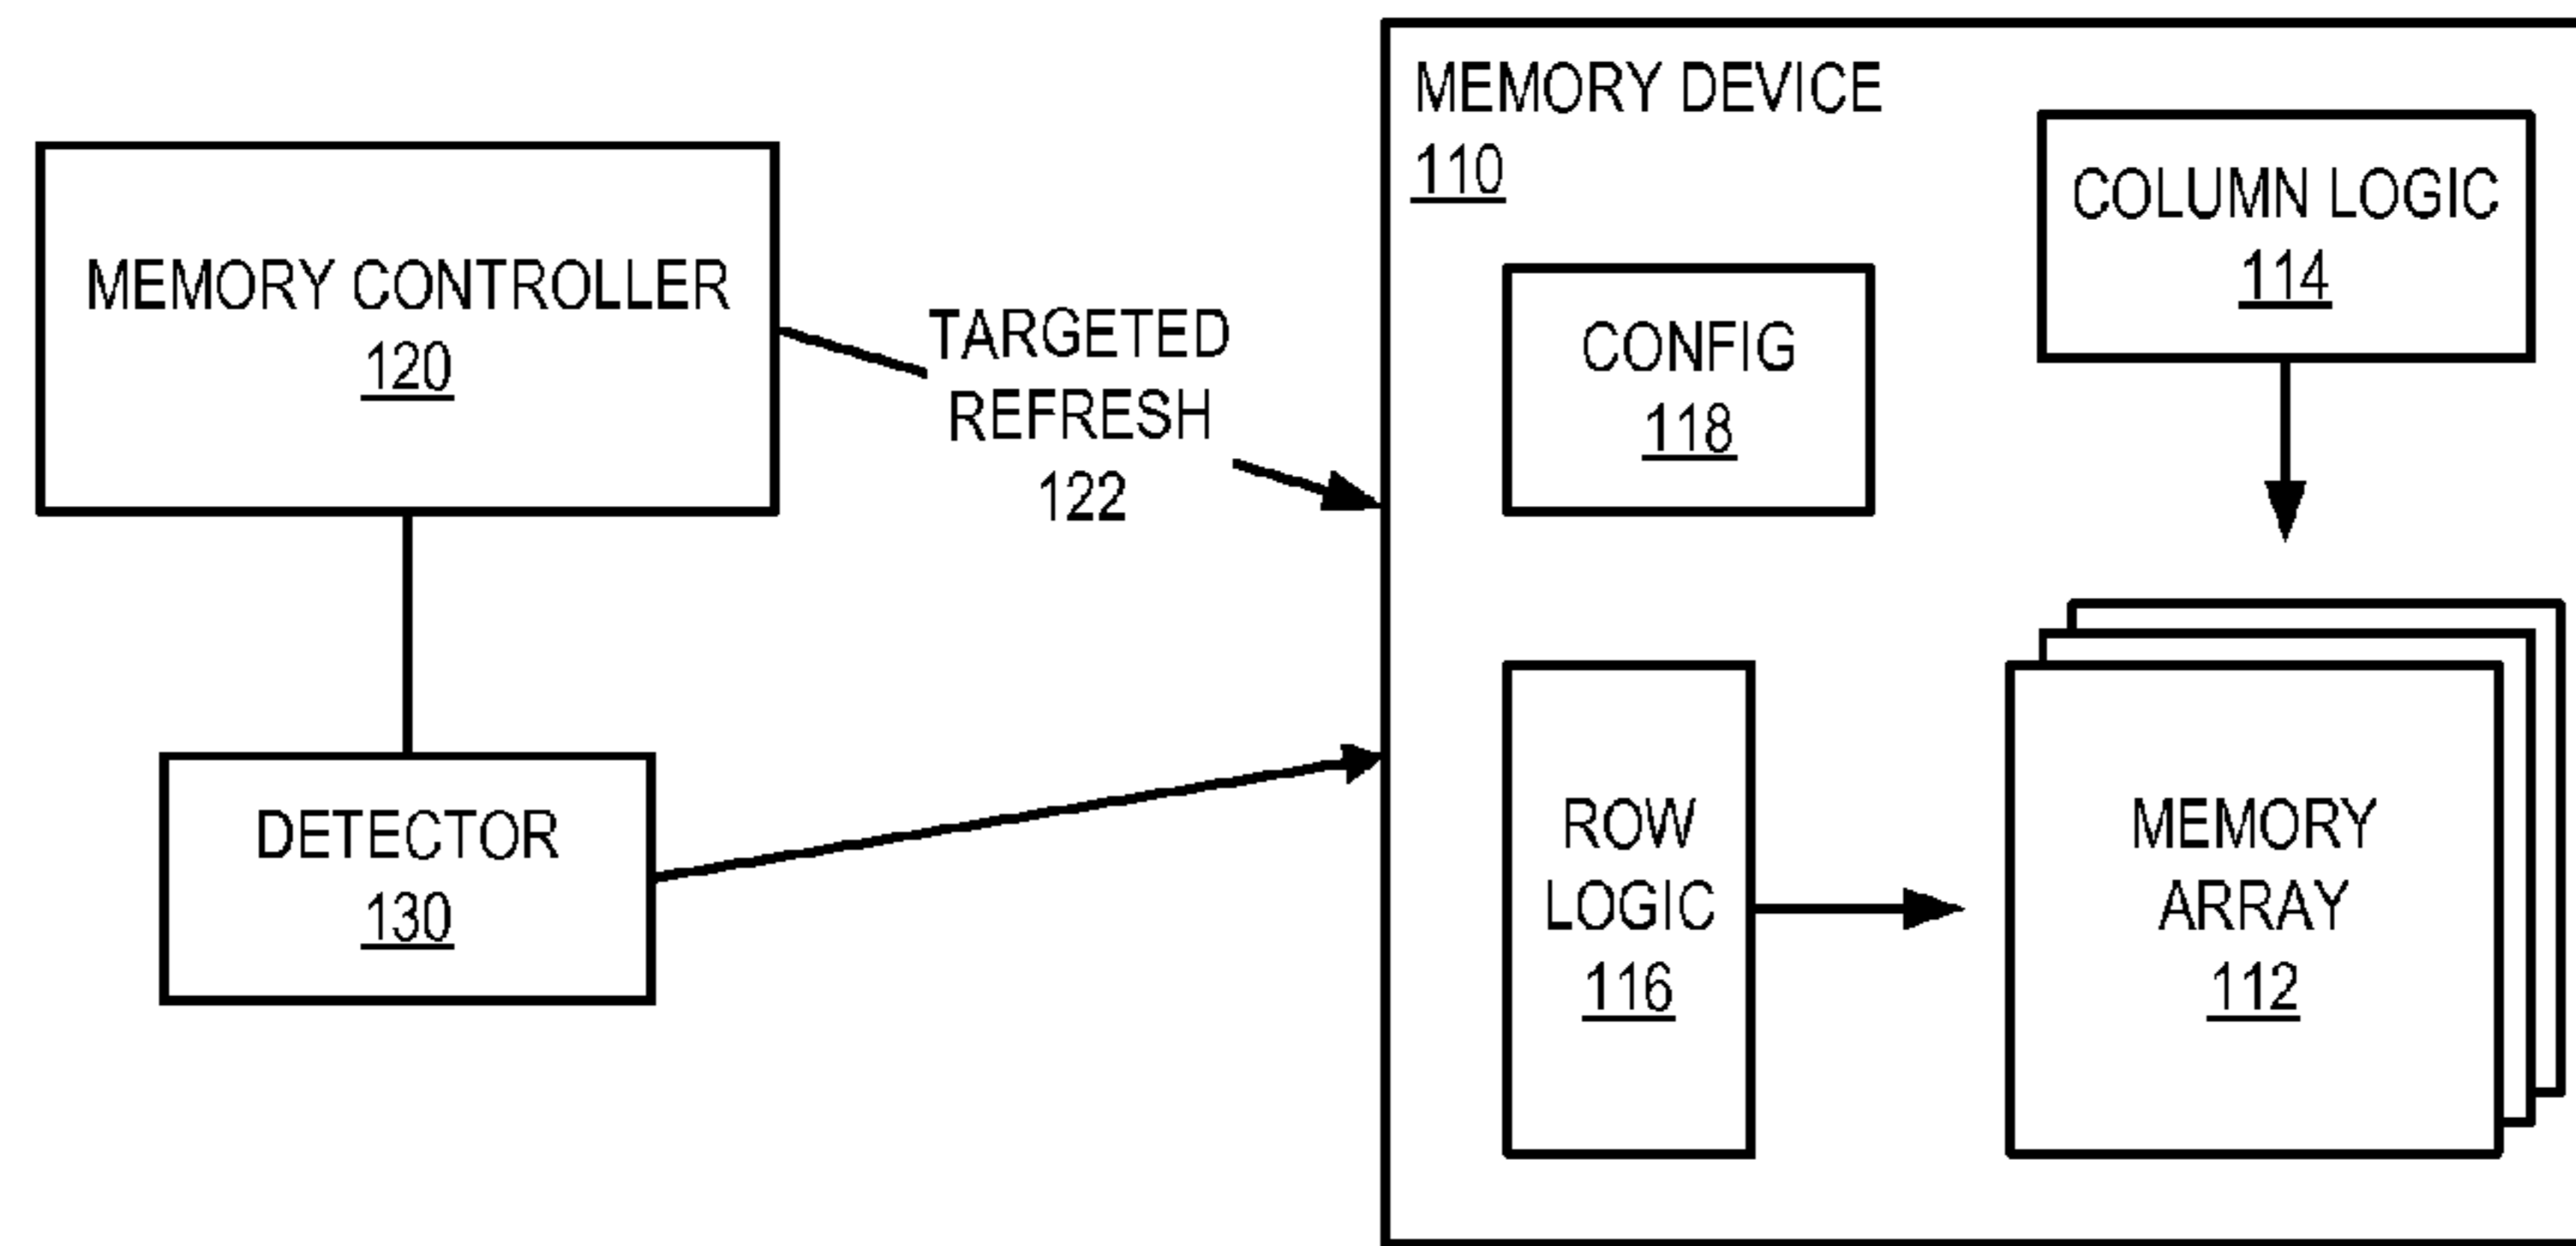 MEMORY CONTROLLER
120
TARGETED
REFRESH
122
DETECTOR
130
MEMORY DEVICE
110
COLUMN LOGIC
114
CONFIG
118
ROW
LOGIC
116
MEMORY
ARRAY
112